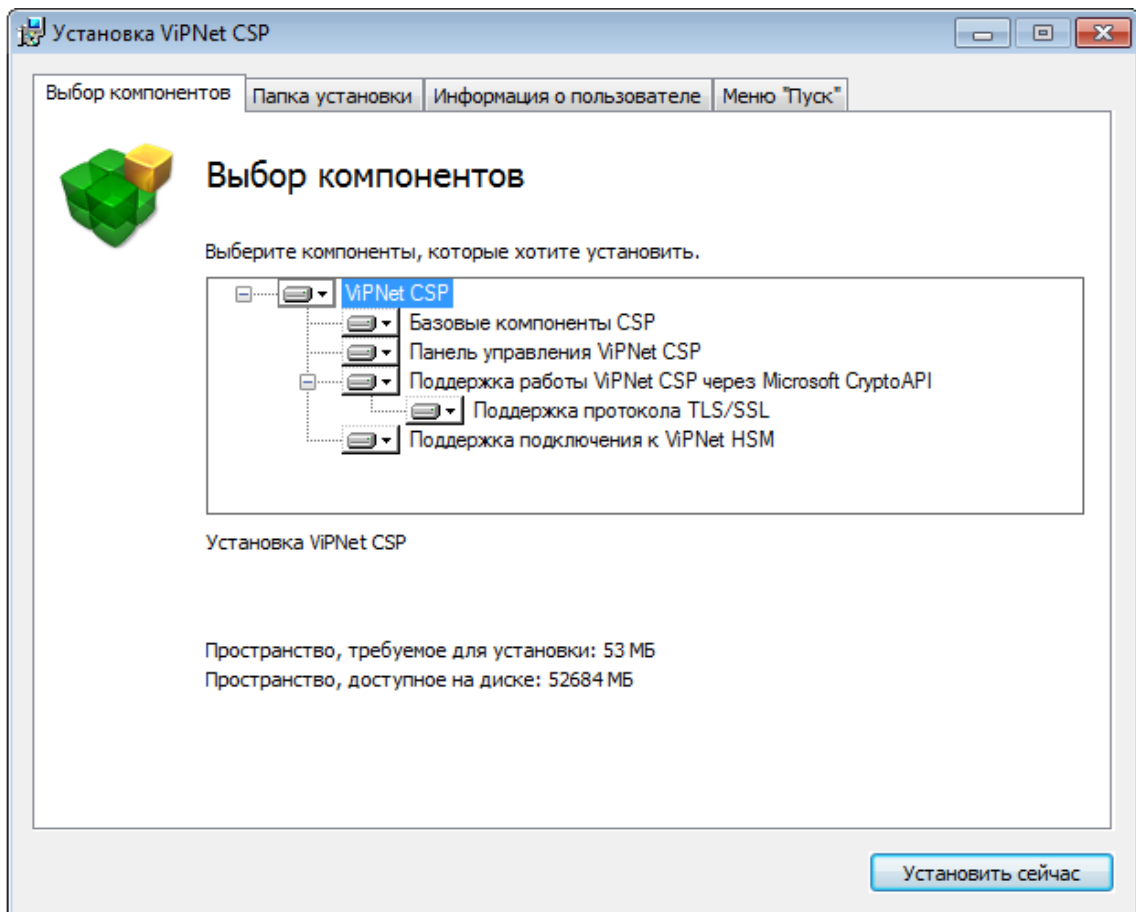 Установка ViPNet CSP
Выбор компонентов
Папка установки
Информация о пользователе
Меню "Пуск"
Выбор компонентов
Выберите компоненты, которые хотите установить.
ViPNet CSP
Базовые компоненты CSP
Панель управления ViPNet CSP
Поддержка работы ViPNet CSP через Microsoft CryptoAPI
Поддержка протокола TLS/SSL
Поддержка подключения к ViPNet HSM
Установка ViPNet CSP
Пространство, требуемое для установки: 53 МБ
Пространство, доступное на диске: 52684 МБ
Установить сейчас